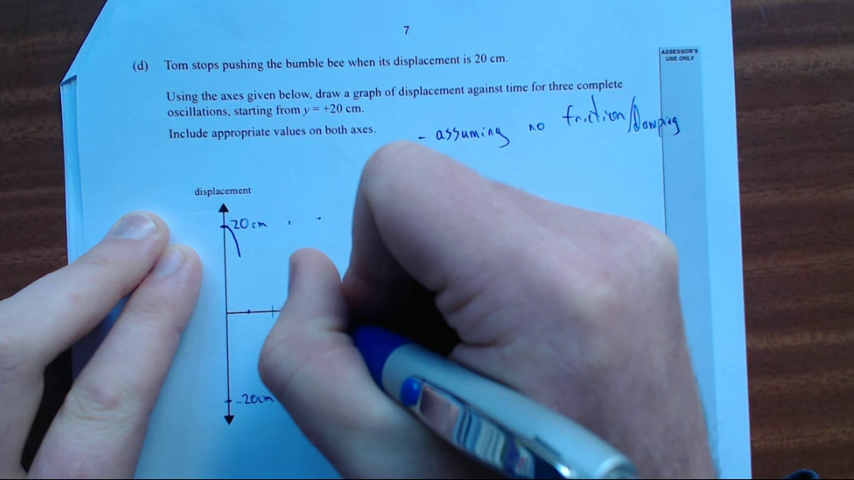 7
ASSESSOR'S
USE ONLY
(d) Tom stops pushing the bumble bee when its displacement is 20 cm.
Using the axes given below, draw a graph of displacement against time for three complete
oscillations, starting from y = +20 cm.
Include appropriate values on both axes.
- assuming no friction/Damping
displacement
20cm
-20cm